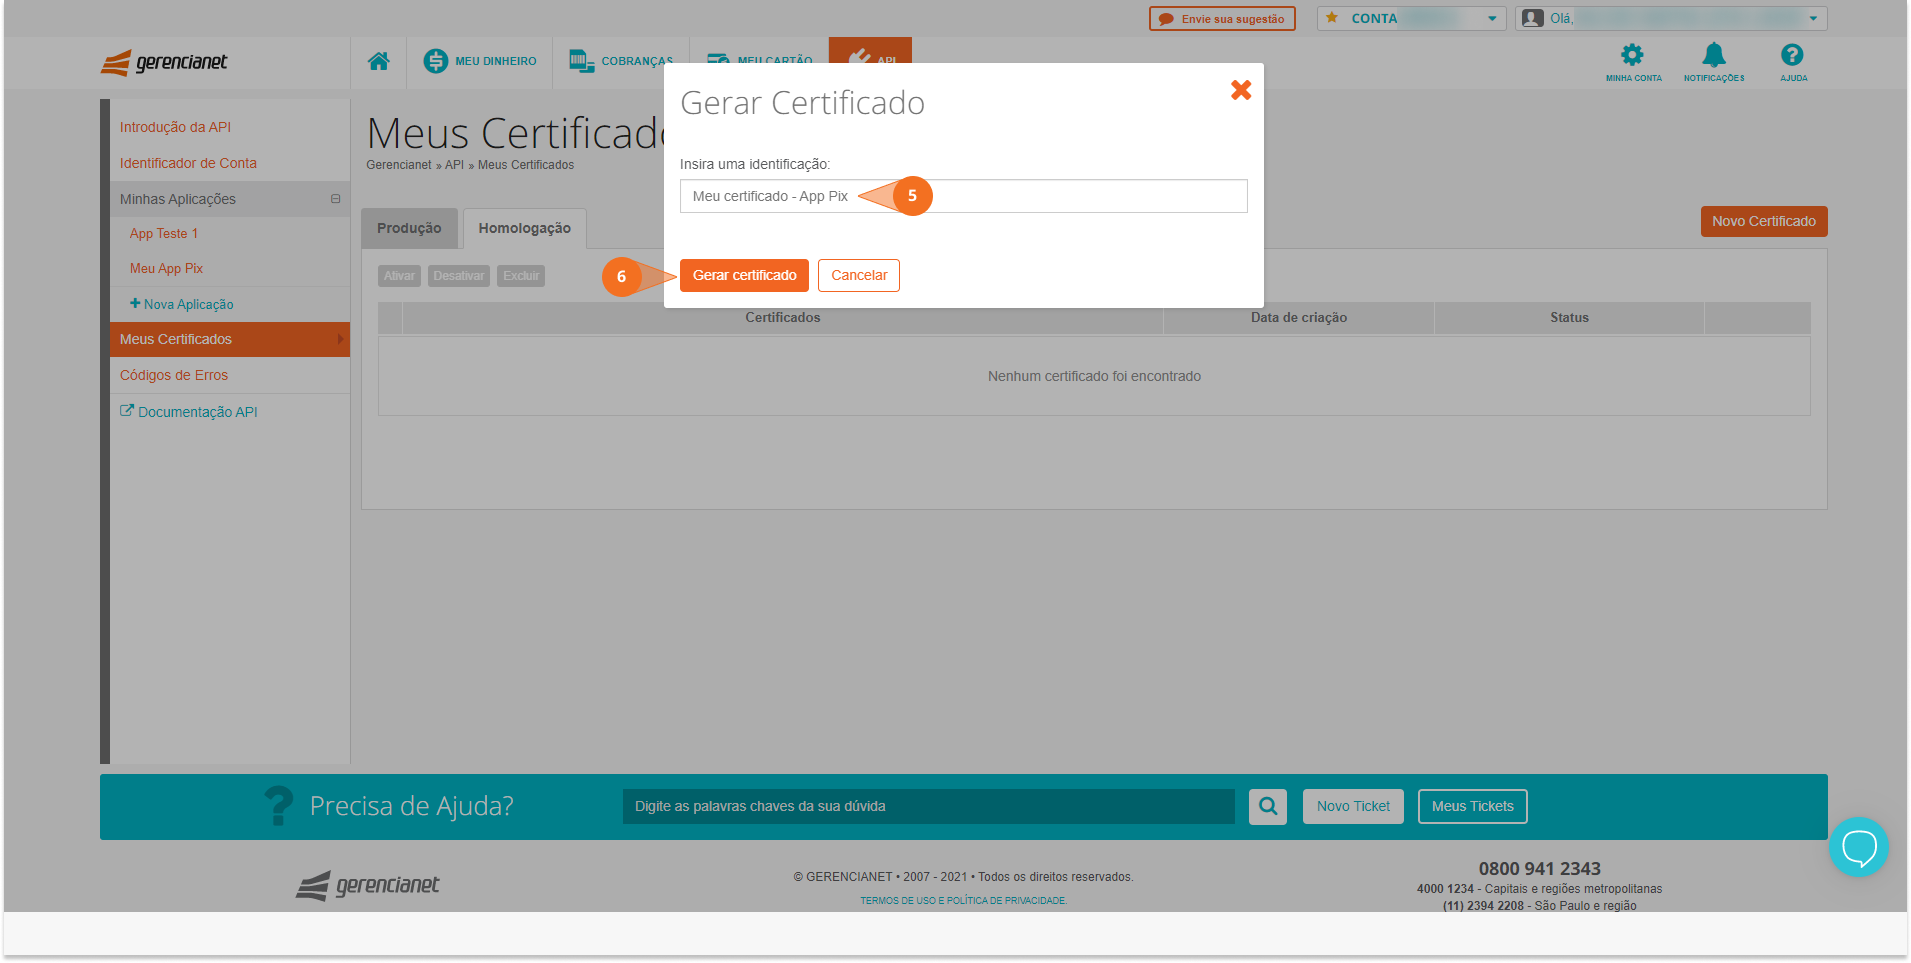 Envie sua sugestão
CONTA
Olá,
gerencianet
MEU DINHEIRO
COBRANÇAS
MEU CARTÃO
API
MINHA CONTA
NOTIFICAÇÕES
AJUDA
Introdução da API
Identificador de Conta
Minhas Aplicações
App Teste 1
Meu App Pix
Nova Aplicação
Meus Certificados
Códigos de Erros
Documentação API
Meus Certificado
Gerencianet » API » Meus Certificados
Produção
Homologação
Novo Certificado
Ativar
Desativar
Excluir
Gerar Certificado
Insira uma identificação:
Meu certificado - App Pix
5
6
Gerar certificado
Cancelar
Certificados
Data de criação
Status
Nenhum certificado foi encontrado
Precisa de Ajuda?
Digite as palavras chaves da sua dúvida
Novo Ticket
Meus Tickets
gerencianet
© GERENCIANET • 2007 - 2021 • Todos os direitos reservados.
TERMOS DE USO E POLÍTICA DE PRIVACIDADE.
0800 941 2343
4000 1234 - Capitais e regiões metropolitanas
(11) 2394 2208 - São Paulo e região